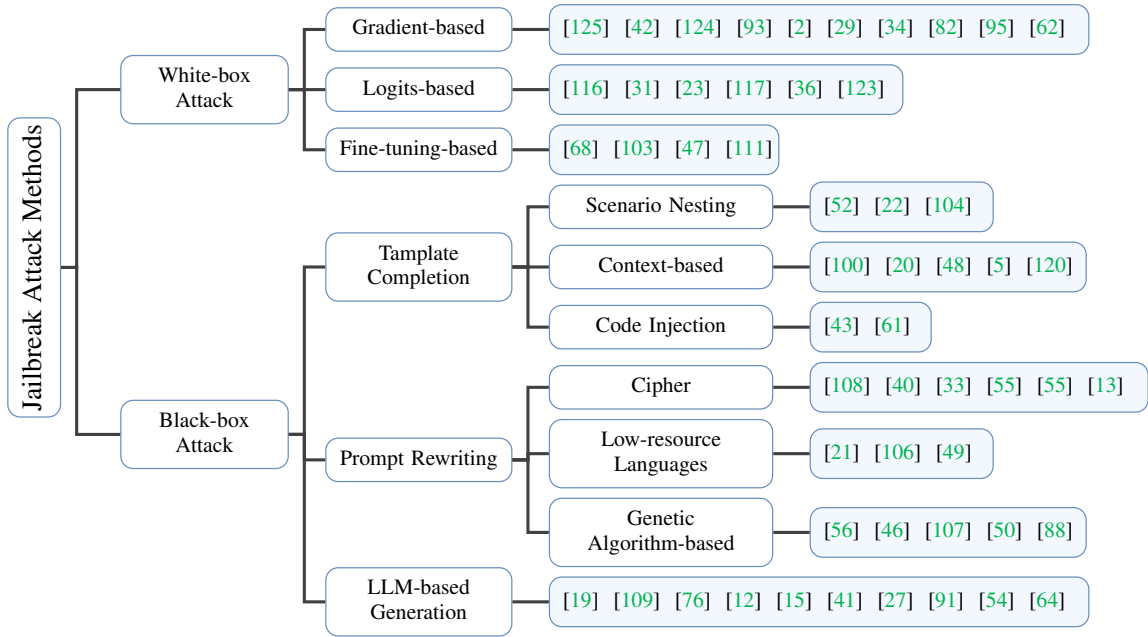 Jailbreak Attack Methods
White-box
Attack
Gradient-based
[125] [42] [124] [93] [2] [29] [34] [82] [95] [62]
Logits-based
[116] [31] [23] [117] [36] [123]
Fine-tuning-based
[68] [103] [47] [111]
Black-box
Attack
Tamplate
Completion
Scenario Nesting
[52] [22] [104]
Context-based
[100] [20] [48] [5] [120]
Code Injection
[43] [61]
Prompt Rewriting
Cipher
[108] [40] [33] [55] [55] [13]
Low-resource
Languages
[21] [106] [49]
Genetic
Algorithm-based
[56] [46] [107] [50] [88]
LLM-based
Generation
[19] [109] [76] [12] [15] [41] [27] [91] [54] [64]